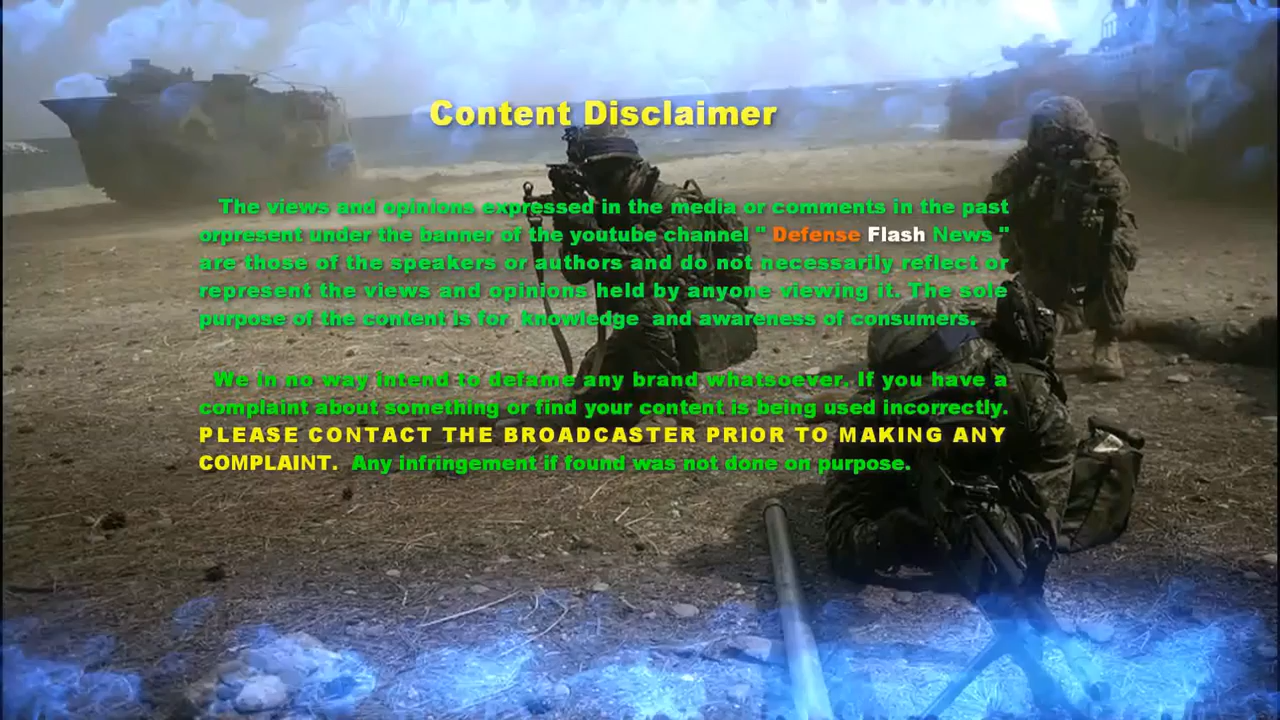 Content Disclaimer
The views and opinions expressed in the media or comments in the past
orpresent under the banner of the youtube channel " Defense Flash News "
are those of the speakers or authors and do not necessarily reflect or
represent the views and opinions held by anyone viewing it. The sole
purpose of the content is for knowledge and awareness of consumers.
We in no way intend to defame any brand whatsoever. If you have a
complaint about something or find your content is being used incorrectly.
PLEASE CONTACT THE BROADCASTER PRIOR TO MAKING ANY
COMPLAINT. Any infringement if found was not done on purpose.